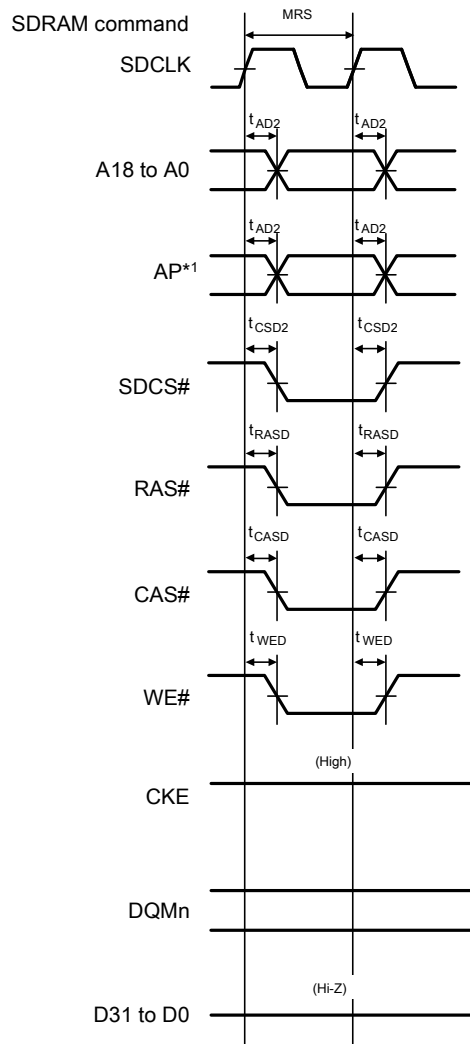 SDRAM command
MRS
SDCLK
tAD2 tAD2
A18 to A0
tAD2 tAD2
AP*1
tCSD2 tCSD2
SDCS#
tRASD tRASD
RAS#
tCASD tCASD
CAS#
tWED tWED
WE#
(High)
CKE
DQMn
(Hi-Z)
D31 to D0